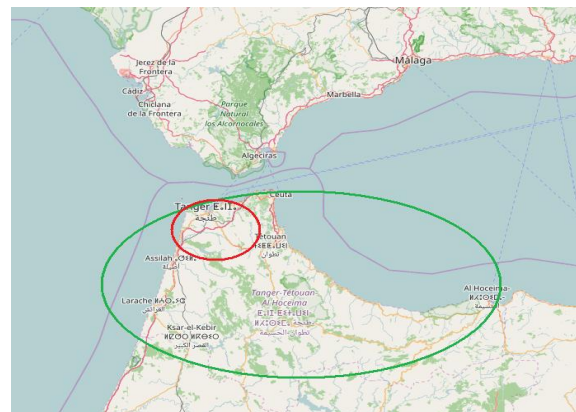 Jerez de la
Frontera
Cádiz
Chiclana
de la Frontera
Parque
Natural
los Alcornocales
Málaga
Marbella
Algeciras
Ceuta
Tanger
طنجة
Tetouan
تطوان
Assilah
أصيلة
Larache
العرائش
Ksar-el-Kebir
القصر الكبير
Tanger-Tetouan
Al Hoceima
طنجة
تطوان الحسيمة
Al Hoceima
الحسيمة